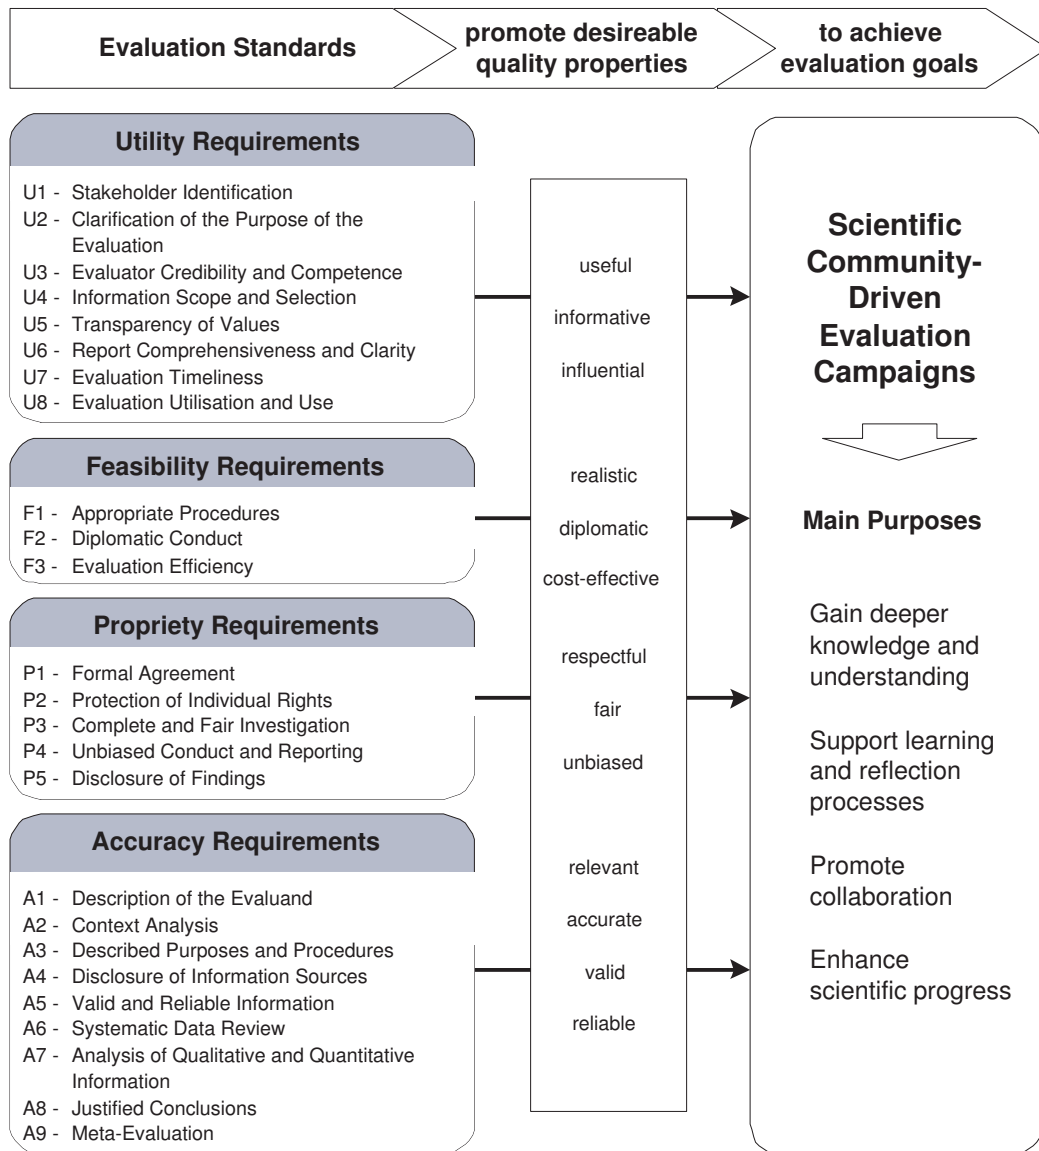 Evaluation Standards
promote desireable
quality properties
to achieve
evaluation goals
Utility Requirements
U1 - Stakeholder Identification
U2 - Clarification of the Purpose of the
Evaluation
U3 - Evaluator Credibility and Competence
U4 - Information Scope and Selection
U5 - Transparency of Values
U6 - Report Comprehensiveness and Clarity
U7 - Evaluation Timeliness
U8 - Evaluation Utilisation and Use
Feasibility Requirements
F1 - Appropriate Procedures
F2 - Diplomatic Conduct
F3 - Evaluation Efficiency
Propriety Requirements
P1 - Formal Agreement
P2 - Protection of Individual Rights
P3 - Complete and Fair Investigation
P4 - Unbiased Conduct and Reporting
P5 - Disclosure of Findings
Accuracy Requirements
A1 - Description of the Evaluand
A2 - Context Analysis
A3 - Described Purposes and Procedures
A4 - Disclosure of Information Sources
A5 - Valid and Reliable Information
A6 - Systematic Data Review
A7 - Analysis of Qualitative and Quantitative
Information
A8 - Justified Conclusions
A9 - Meta-Evaluation
useful
informative
influential
realistic
diplomatic
cost-effective
respectful
fair
unbiased
relevant
accurate
valid
reliable
Scientific
Community-
Driven
Evaluation
Campaigns
Main Purposes
Gain deeper
knowledge and
understanding
Support learning
and reflection
processes
Promote
collaboration
Enhance
scientific progress